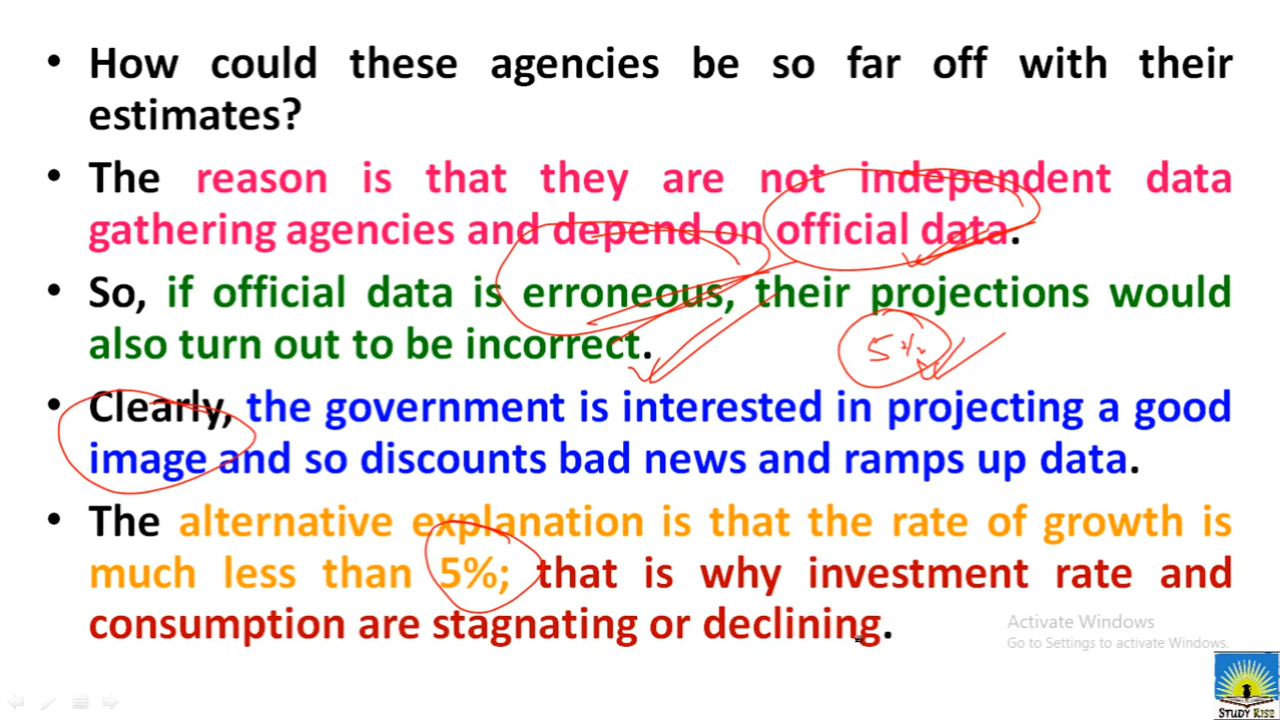 • How could these agencies be so far off with their
estimates?
• The reason is that they are not independent data
gathering agencies and depend on official data.
• So, if official data is erroneous, their projections would
also turn out to be incorrect.
5%
• Clearly, the government is interested in projecting a good
image and so discounts bad news and ramps up data.
• The alternative explanation is that the rate of growth is
much less than 5%; that is why investment rate and
consumption are stagnating or declining.
Activate Windows
Go to Settings to activate Windows.
STUDY RISE